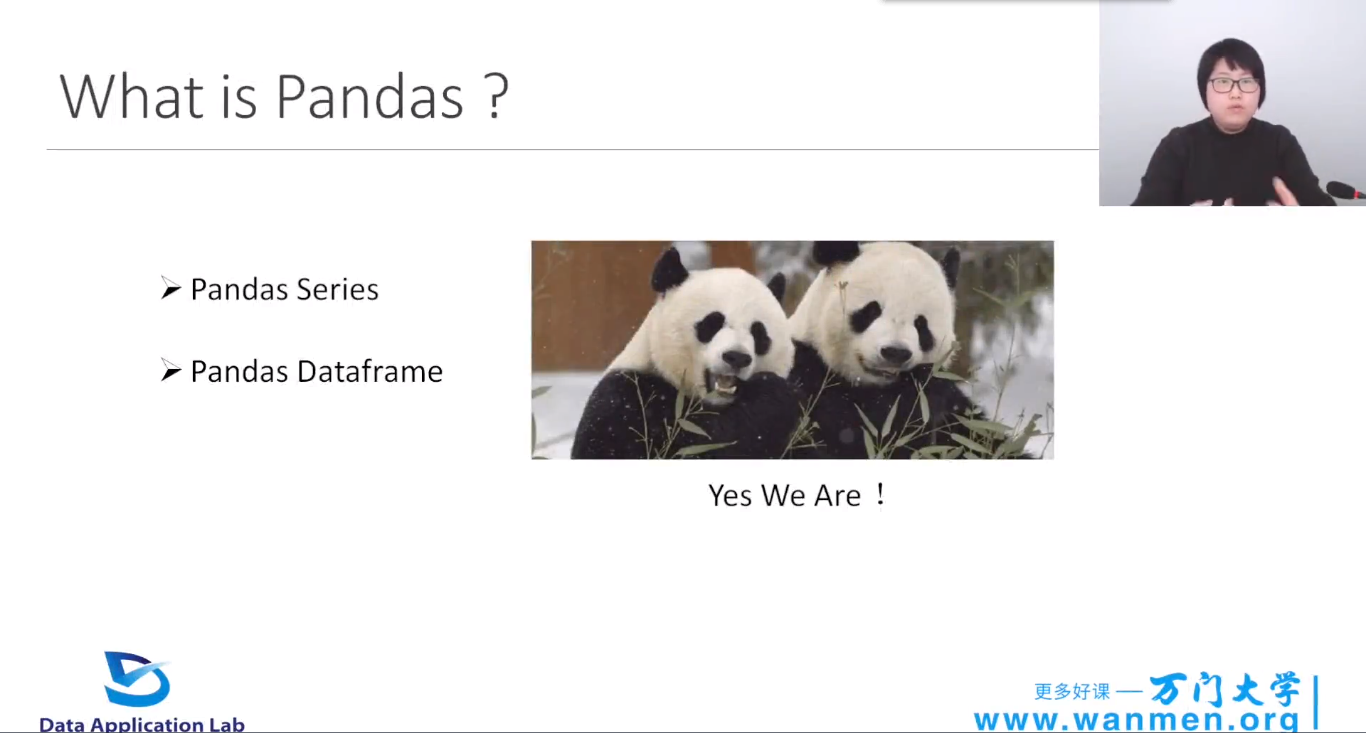 What is Pandas ?
➢ Pandas Series
➢ Pandas Dataframe
Yes We Are！
Data Application Lab
更多好课 — 万门大学
www.wanmen.org